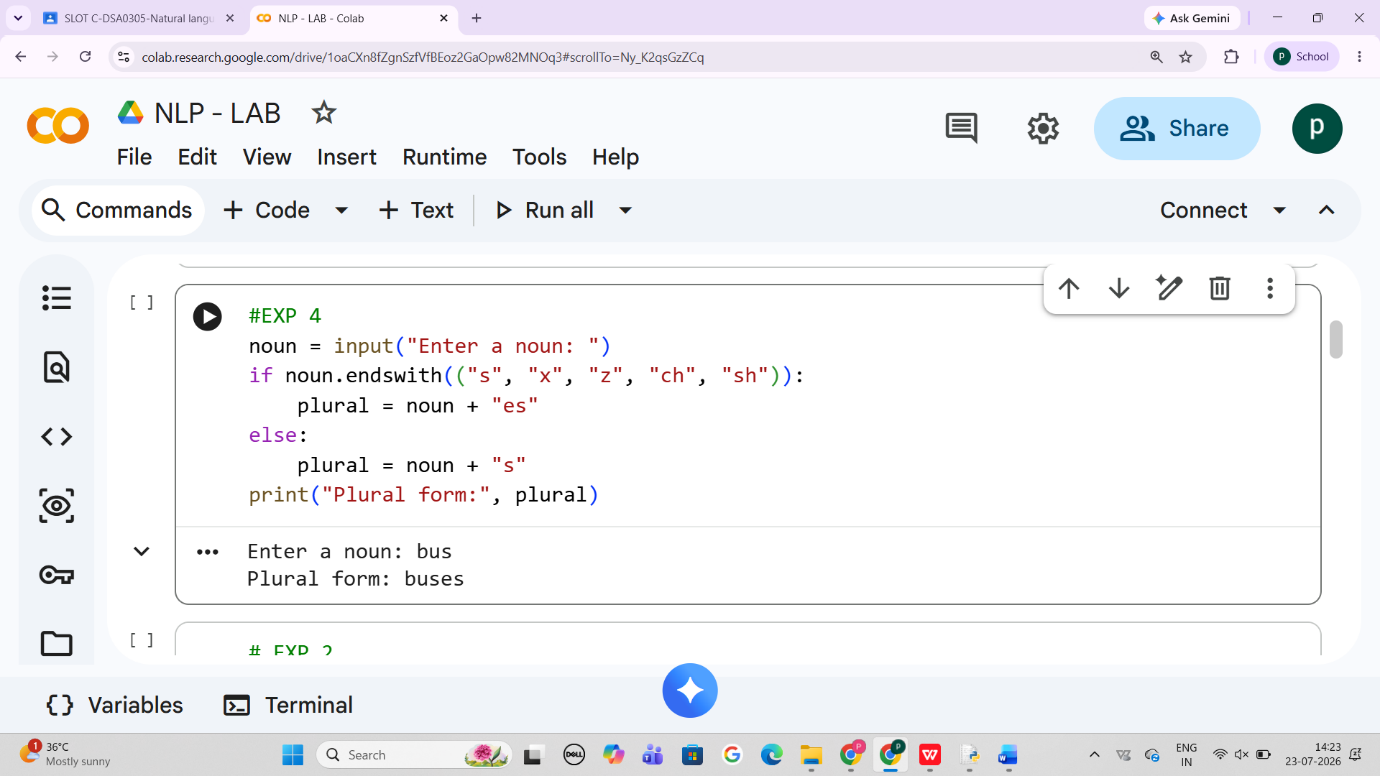 SLOT C-DSA0305-Natural langu
NLP - LAB - Colab
Ask Gemini
colab.research.google.com/drive/1oaCXn8fZgnSzfVfBEoz2GaOpw82MNOq3#scrollTo=Ny_K2qsGzZCq
p School
NLP - LAB
Share
p
File Edit View Insert Runtime Tools Help
Commands + Code + Text Run all Connect
[ ] #EXP 4
noun = input("Enter a noun: ")
if noun.endswith(("s", "x", "z", "ch", "sh")):
    plural = noun + "es"
else:
    plural = noun + "s"
print("Plural form:", plural)
Enter a noun: bus
Plural form: buses
[ ] # EXP 2
Variables Terminal
1 36°C
Mostly sunny
Search
DELL
ENG
IN
14:23
23-07-2026